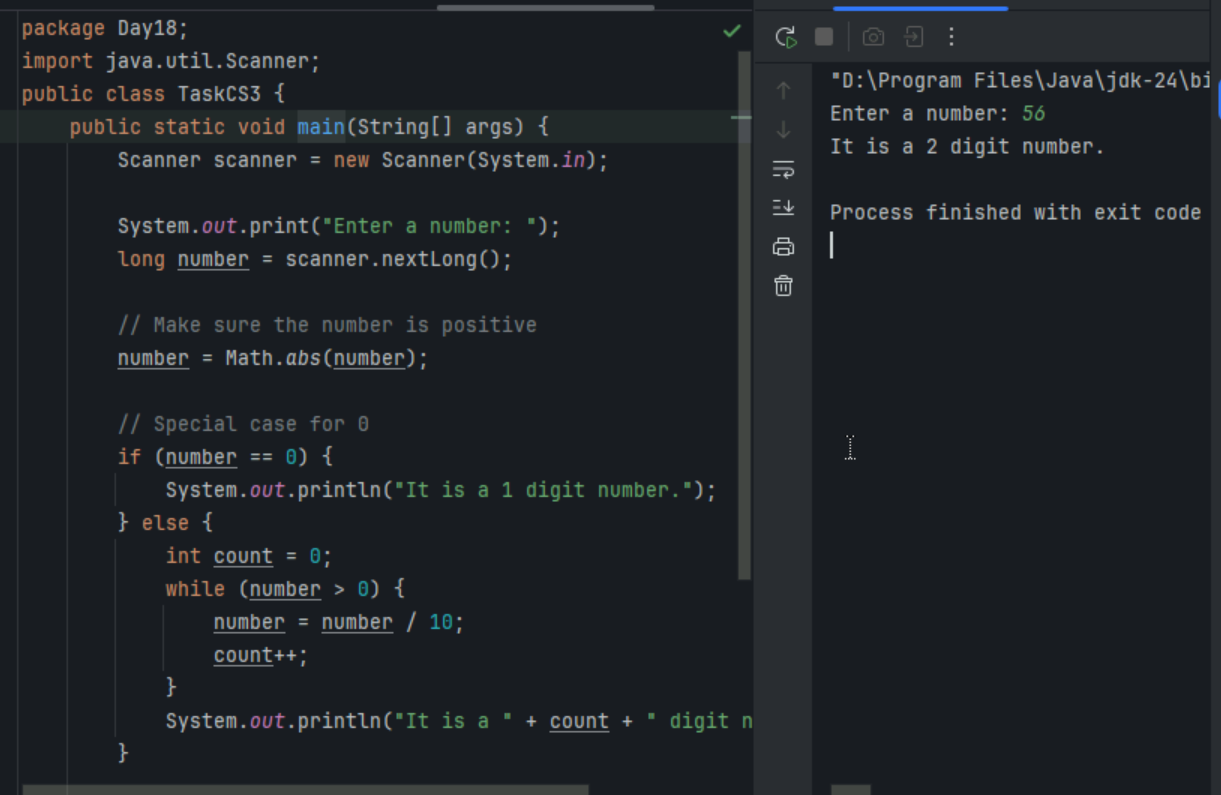 package Day18;
import java.util.Scanner;
public class TaskCS3 {
public static void main(String[] args) {
Scanner scanner = new Scanner(System.in);
System.out.print("Enter a number: ");
long number = scanner.nextLong();
// Make sure the number is positive
number = Math.abs(number);
// Special case for 0
if (number == 0) {
System.out.println("It is a 1 digit number.");
} else {
int count = 0;
while (number > 0) {
number = number / 10;
count++;
}
System.out.println("It is a " + count + " digit n
}
"D:\Program Files\Java\jdk-24\bi
Enter a number: 56
It is a 2 digit number.
Process finished with exit code